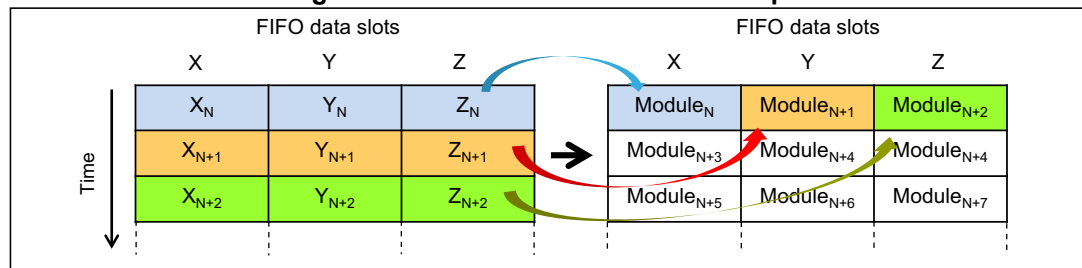 FIFO data slots FIFO data slots
X Y Z X Y Z
X_N Y_N Z_N Module_N Module_N+1 Module_N+2
X_N+1 Y_N+1 Z_N+1 Module_N+3 Module_N+4 Module_N+4
X_N+2 Y_N+2 Z_N+2 Module_N+5 Module_N+6 Module_N+7
Time